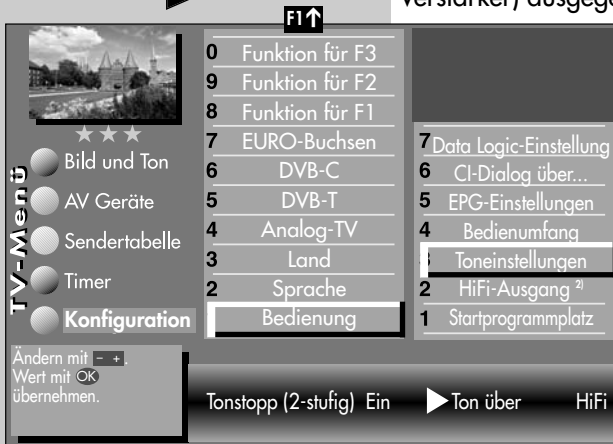 Verstärker) ausgege
F1↑
0 Funktion für F3
9 Funktion für F2
8 Funktion für F1
7 EURO-Buchsen
6 DVB-C
5 DVB-T
4 Analog-TV
3 Land
2 Sprache
Bedienung
7 Data Logic-Einstellung
6 CI-Dialog über...
5 EPG-Einstellungen
4 Bedienumfang
3 Toneinstellungen
2 HiFi-Ausgang 2)
1 Startprogrammplatz
TV-Menü
Bild und Ton
AV Geräte
Sendertabelle
Timer
Konfiguration
Ändern mit - + .
Wert mit OK
übernehmen.
Tonstopp (2-stufig) Ein
Ton über HiFi